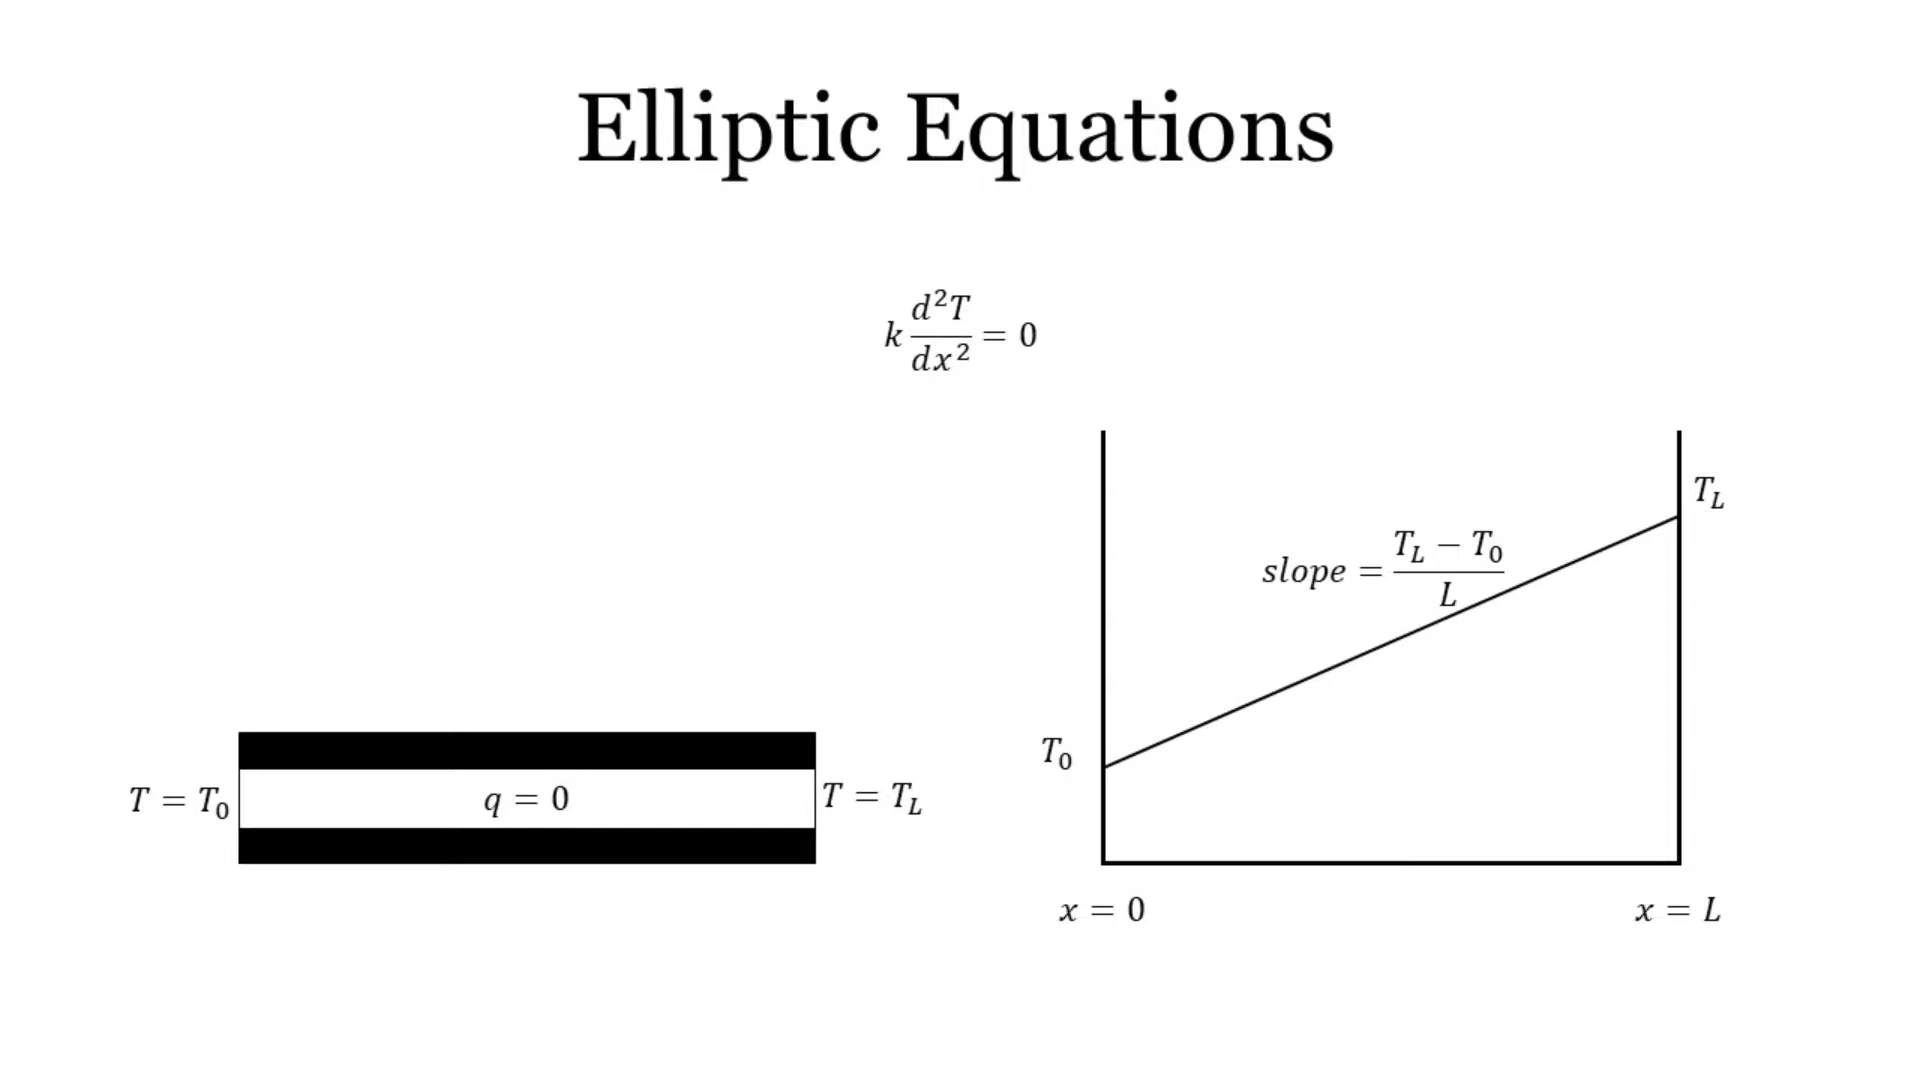 Elliptic Equations
k d²T/dx² = 0
T_L
slope = (T_L − T_0)/L
T_0
T = T_0
q = 0
T = T_L
x = 0
x = L